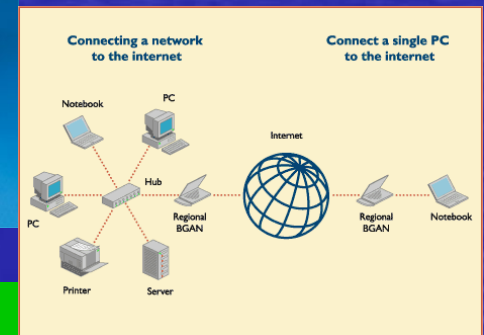 Connecting a network
to the internet
Connect a single PC
to the internet
Notebook
PC
Internet
Hub
PC
Regional
BGAN
Regional
BGAN
Notebook
Printer
Server